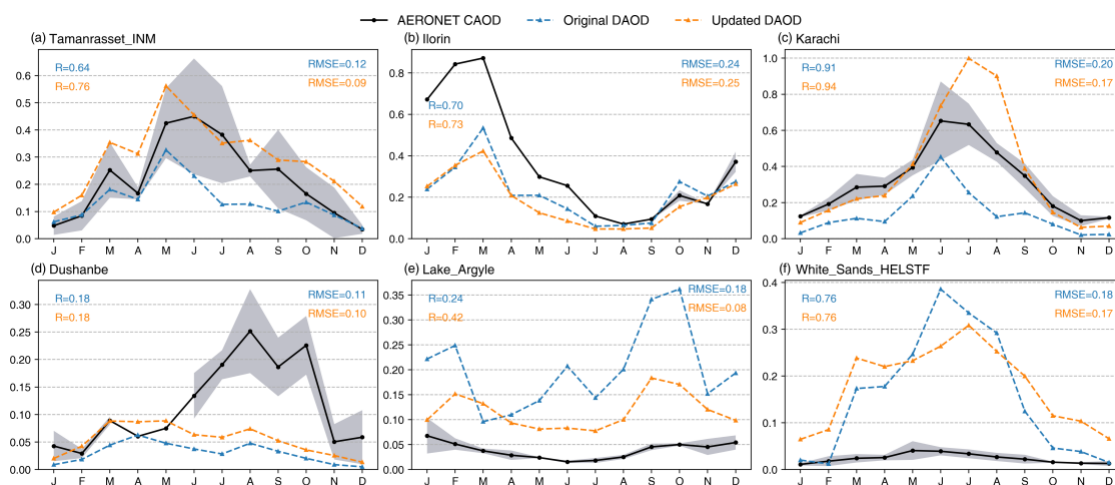 AERONET CAOD Original DAOD Updated DAOD
(a) Tamanrasset_INM
R=0.64 RMSE=0.12
R=0.76 RMSE=0.09
0.6
0.5
0.4
0.3
0.2
0.1
0.0
J F M A M J J A S O N D
(b) Ilorin
RMSE=0.24
RMSE=0.25
R=0.70
R=0.73
0.8
0.6
0.4
0.2
0.0
J F M A M J J A S O N D
(c) Karachi
R=0.91 RMSE=0.20
R=0.94 RMSE=0.17
1.0
0.8
0.6
0.4
0.2
0.0
J F M A M J J A S O N D
(d) Dushanbe
R=0.18 RMSE=0.11
R=0.18 RMSE=0.10
0.30
0.25
0.20
0.15
0.10
0.05
0.00
J F M A M J J A S O N D
(e) Lake_Argyle
R=0.24 RMSE=0.18
R=0.42 RMSE=0.08
0.35
0.30
0.25
0.20
0.15
0.10
0.05
0.00
J F M A M J J A S O N D
(f) White_Sands_HELSTF
R=0.76 RMSE=0.18
R=0.76 RMSE=0.17
0.4
0.3
0.2
0.1
0.0
J F M A M J J A S O N D